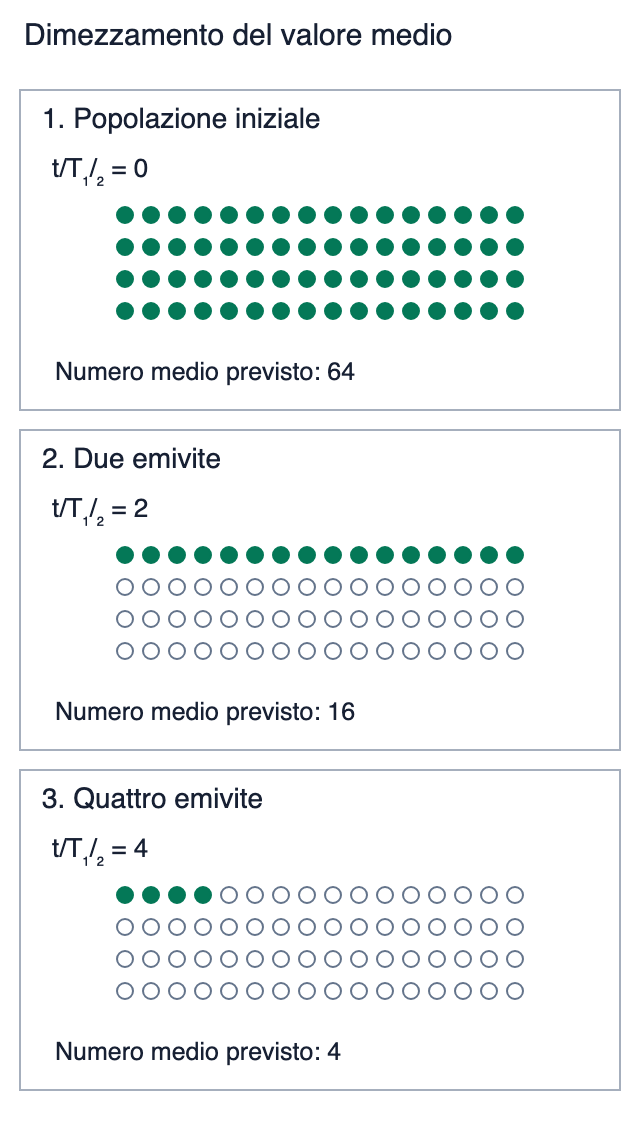 Dimezzamento del valore medio
1. Popolazione iniziale
t/T₁/₂ = 0
Numero medio previsto: 64
2. Due emivite
t/T₁/₂ = 2
Numero medio previsto: 16
3. Quattro emivite
t/T₁/₂ = 4
Numero medio previsto: 4